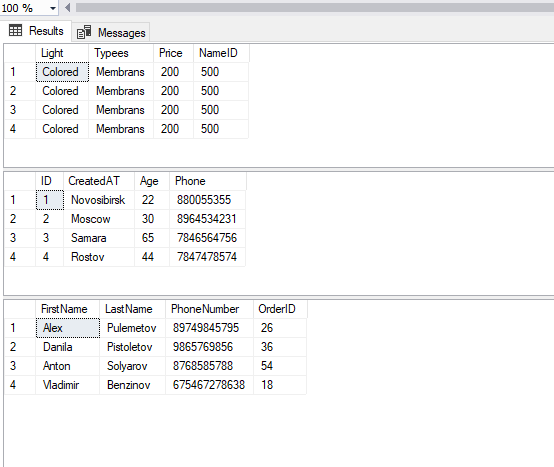 100 %
Results Messages
Light Typees Price NameID
1 Colored Membrans 200 500
2 Colored Membrans 200 500
3 Colored Membrans 200 500
4 Colored Membrans 200 500
ID CreatedAT Age Phone
1 1 Novosibirsk 22 880055355
2 2 Moscow 30 8964534231
3 3 Samara 65 7846564756
4 4 Rostov 44 7847478574
FirstName LastName PhoneNumber OrderID
1 Alex Pulemetov 89749845795 26
2 Danila Pistoletov 9865769856 36
3 Anton Solyarov 8768585788 54
4 Vladimir Benzinov 675467278638 18